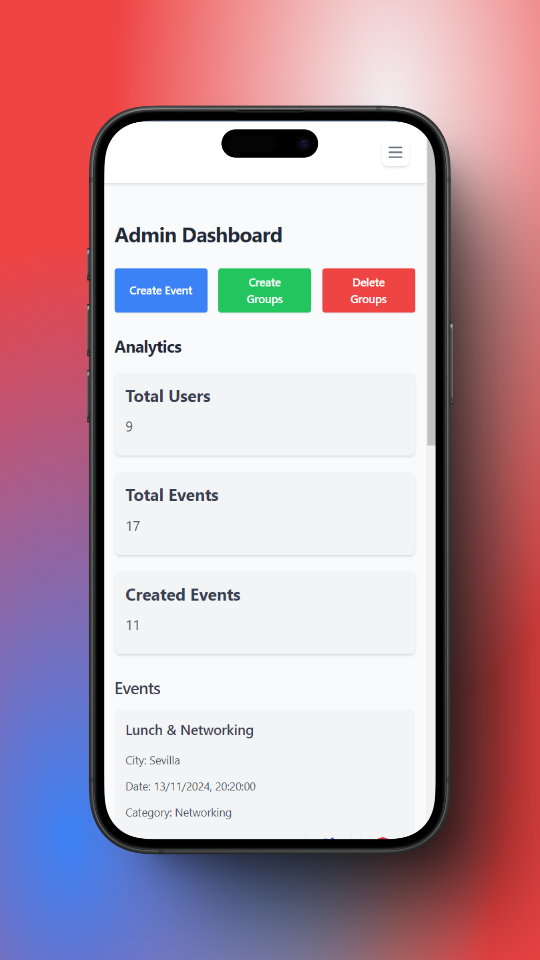 Admin Dashboard
Create Event
Create
Groups
Delete
Groups
Analytics
Total Users
9
Total Events
17
Created Events
11
Events
Lunch & Networking
City: Sevilla
Date: 13/11/2024, 20:20:00
Category: Networking